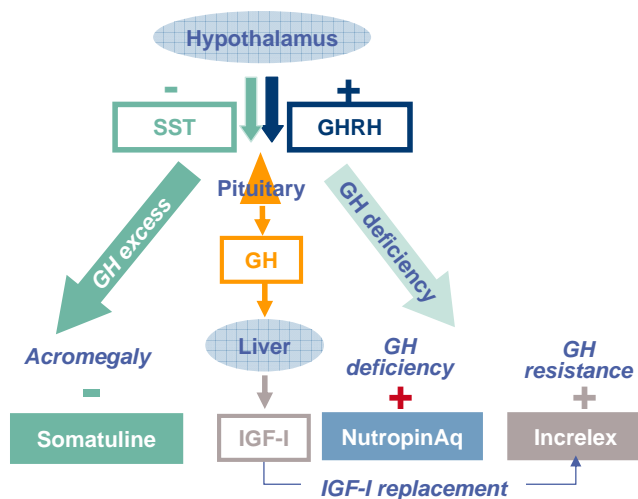 Hypothalamus
-
+
SST
GHRH
Pituitary
GH excess
GH deficiency
GH
Acromegaly
Liver
GH
deficiency
GH
resistance
-
+
+
Somatuline
IGF-I
NutropinAq
Increlex
IGF-I replacement